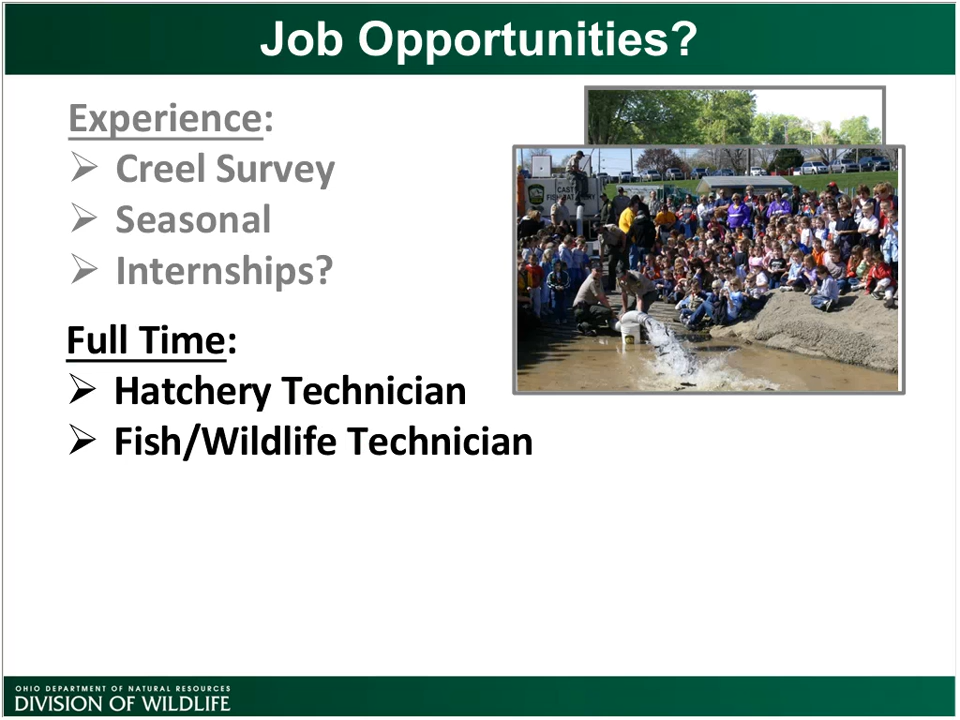 Job Opportunities?
Experience:
➢ Creel Survey
➢ Seasonal
➢ Internships?
Full Time:
➢ Hatchery Technician
➢ Fish/Wildlife Technician
OHIO DEPARTMENT OF NATURAL RESOURCES
DIVISION OF WILDLIFE